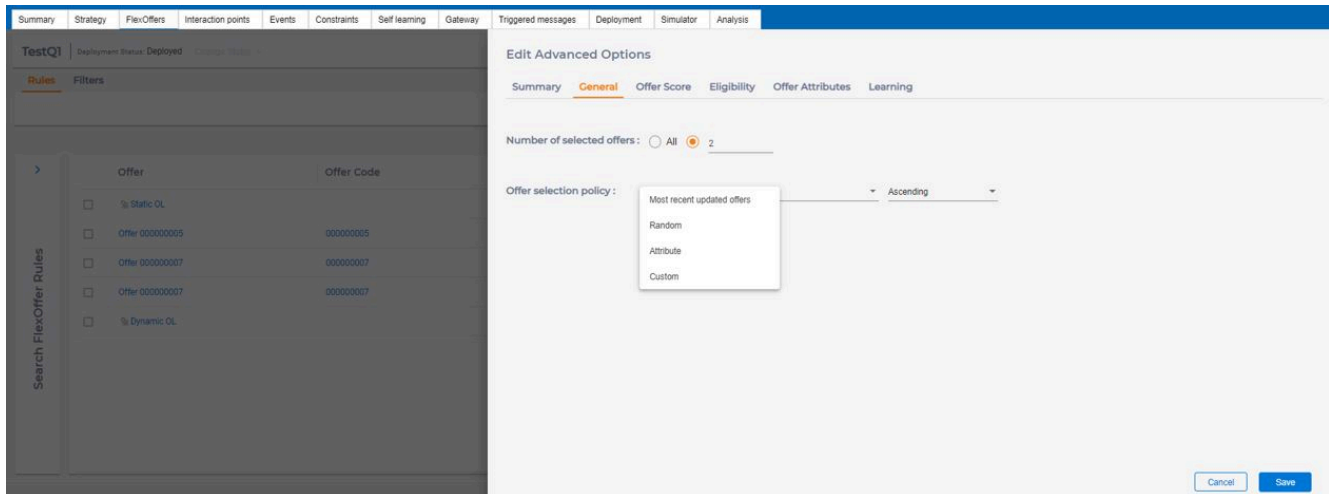 Summary Strategy FlexOffers Interaction points Events Constraints Self learning Gateway Triggered messages Deployment Simulator Analysis
TestQ1 Deployment Status: Deployed Change State
Rules Filters
Search FlexOffer Rules
Offer Offer Code
Static OL
Offer 000000005 000000005
Offer 000000007 000000007
Offer 000000007 000000007
Dynamic OL
Edit Advanced Options
Summary General Offer Score Eligibility Offer Attributes Learning
Number of selected offers : All 2
Offer selection policy : Ascending
Most recent updated offers
Random
Attribute
Custom
Cancel Save